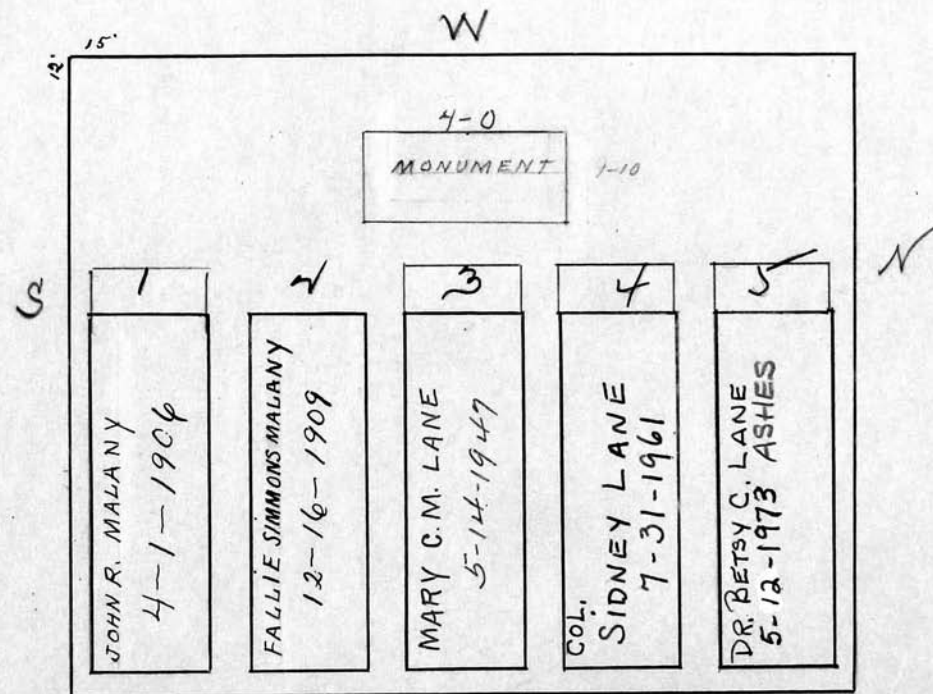 W
15'
12'
4-0
MONUMENT
S
N
1
2
3
4
5
JOHN R. MALANY
4-1-1906
FALLIE SIMMONS MALANY
12-16-1909
MARY C.M. LANE
5-14-1947
COL.
SIDNEY LANE
7-31-1961
DR. BETSY C. LANE
5-12-1973 ASHES